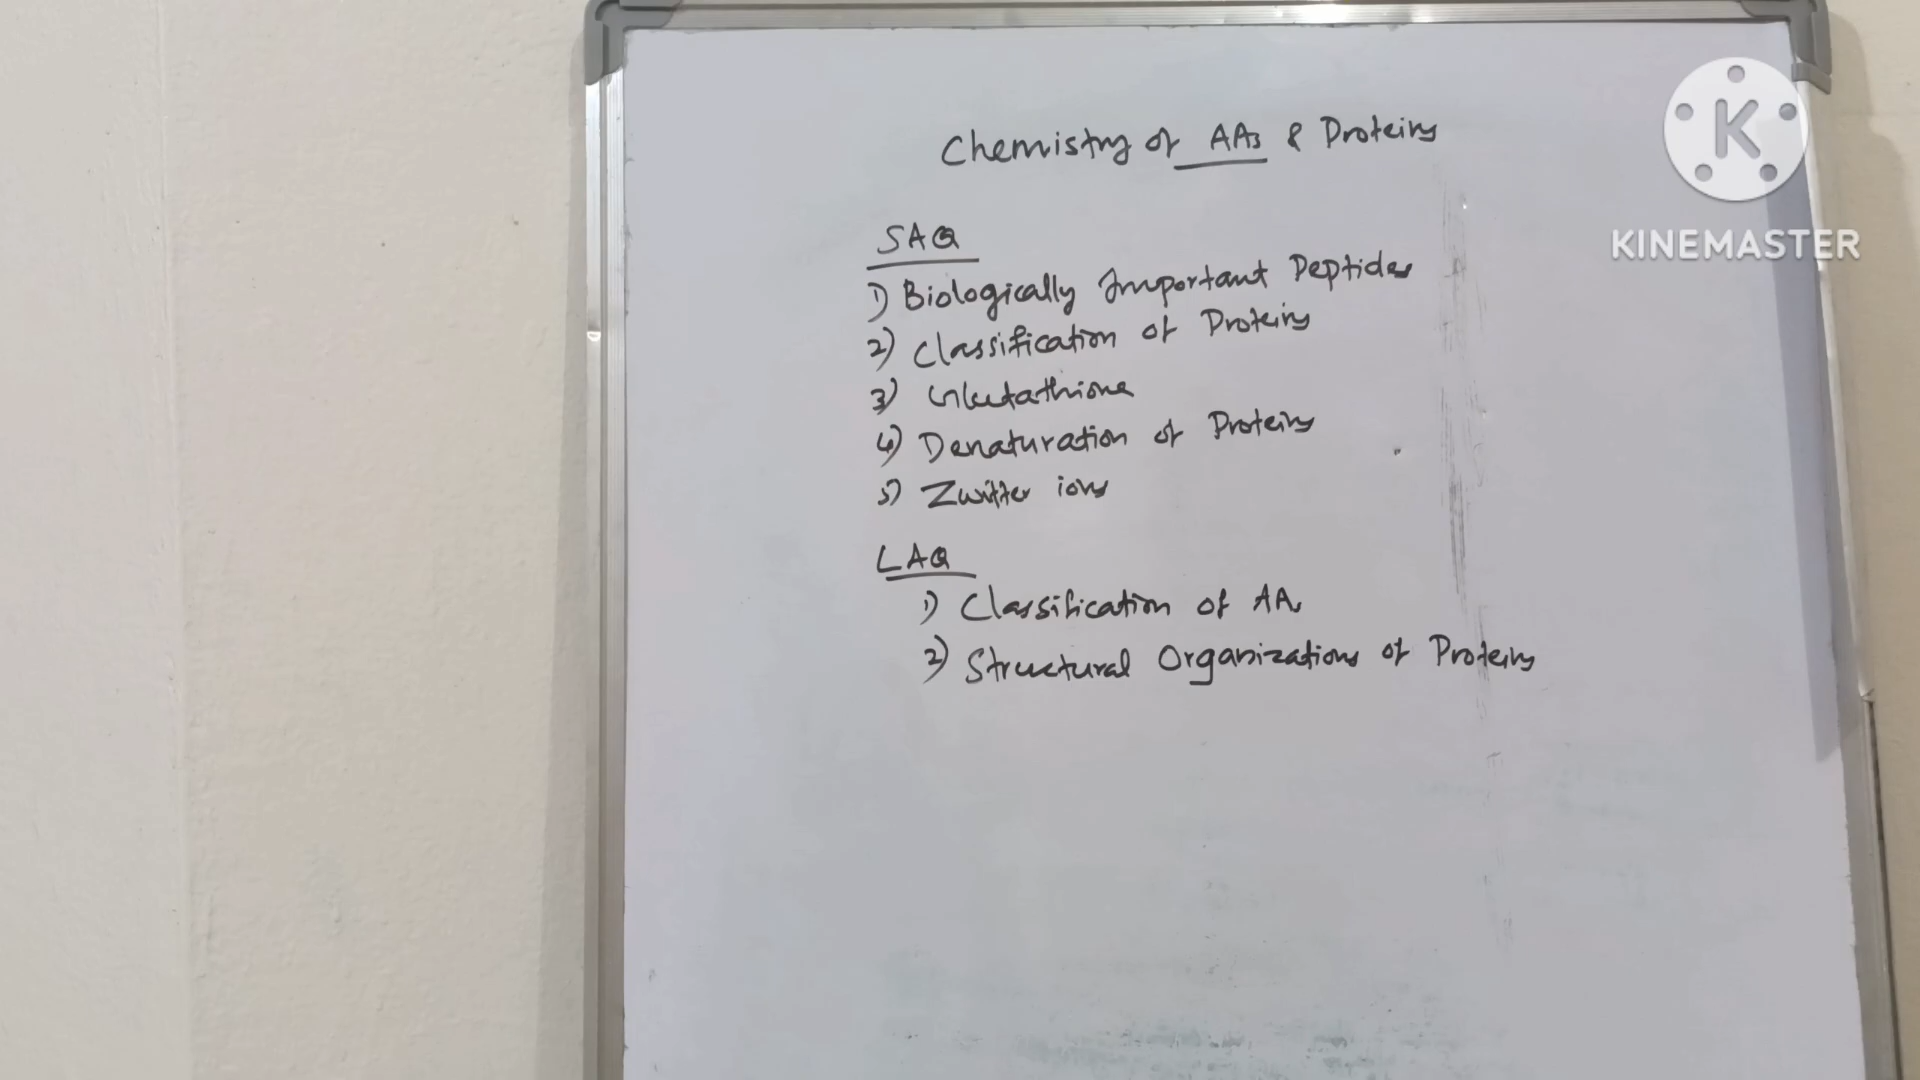 Chemistry of AAs & Proteins
SAQ
1) Biologically Important Peptides
2) Classification of Proteins
3) Glutathione
4) Denaturation of Proteins
5) Zwitter ions
LAQ
1) Classification of AAs
2) Structural Organizations of Proteins
K
KINEMASTER